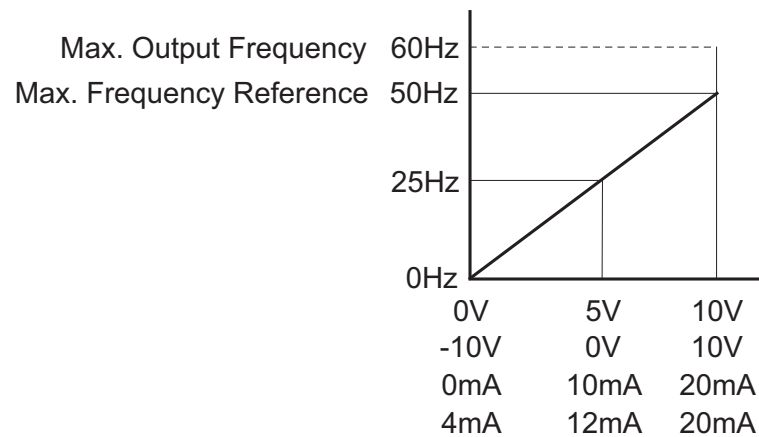 Max. Output Frequency 60Hz
Max. Frequency Reference 50Hz
25Hz
0Hz
0V 5V 10V
-10V 0V 10V
0mA 10mA 20mA
4mA 12mA 20mA